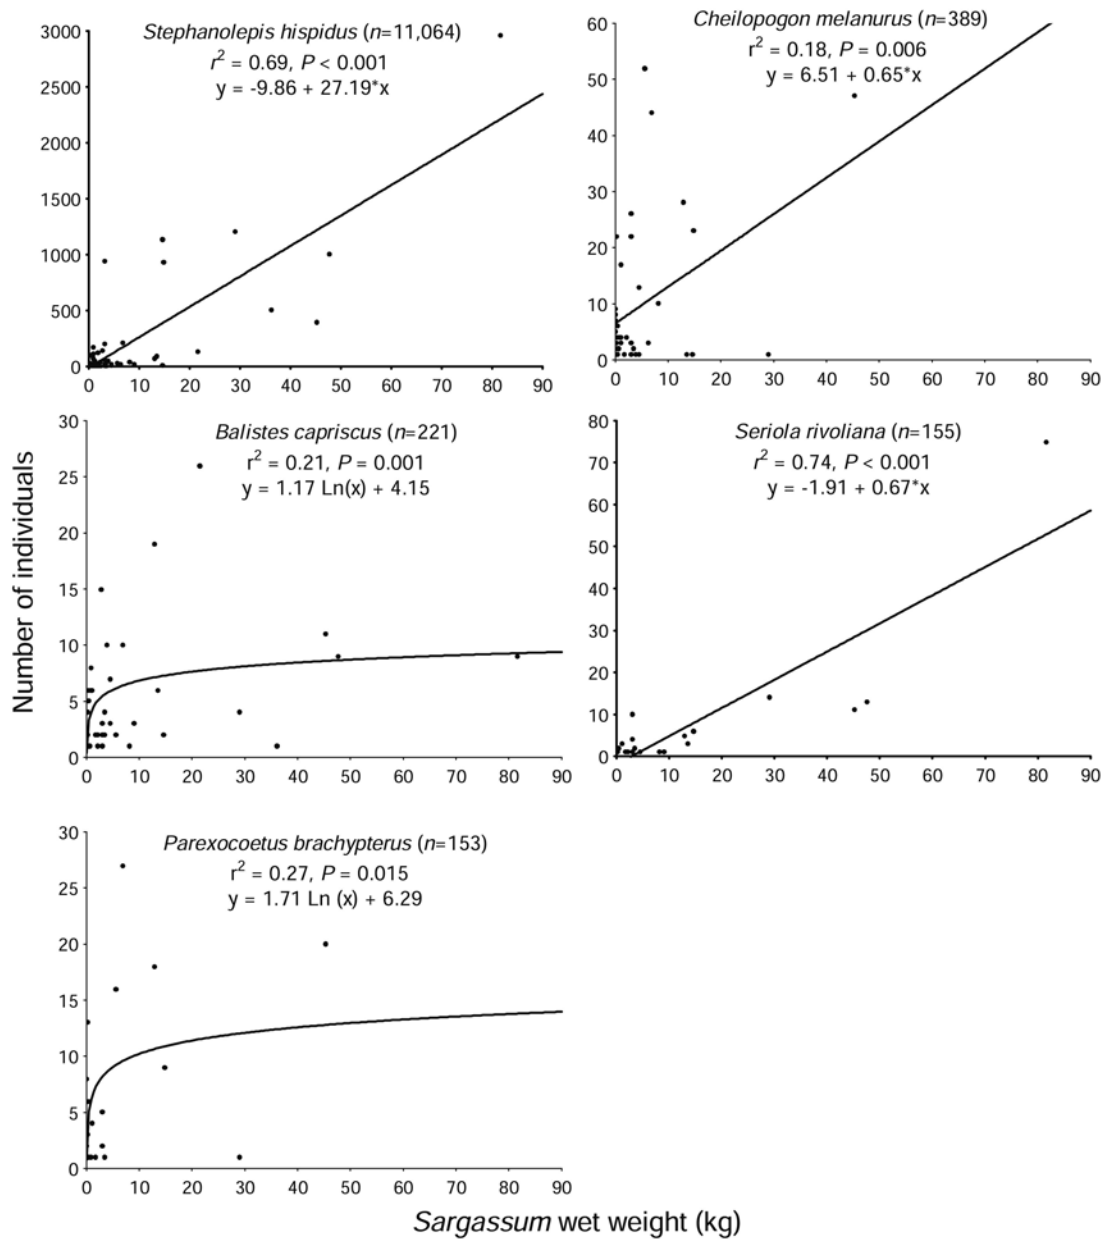 Stephanolepis hispidus (n=11,064)
r² = 0.69, P < 0.001
y = -9.86 + 27.19*x
3000
2500
2000
1500
1000
500
0
0 10 20 30 40 50 60 70 80 90
Cheilopogon melanurus (n=389)
r² = 0.18, P = 0.006
y = 6.51 + 0.65*x
60
50
40
30
20
10
0
0 10 20 30 40 50 60 70 80 90
Number of individuals
Balistes capriscus (n=221)
r² = 0.21, P = 0.001
y = 1.17 Ln(x) + 4.15
30
25
20
15
10
5
0
0 10 20 30 40 50 60 70 80 90
Seriola rivoliana (n=155)
r² = 0.74, P < 0.001
y = -1.91 + 0.67*x
80
70
60
50
40
30
20
10
0
0 10 20 30 40 50 60 70 80 90
Parexocoetus brachypterus (n=153)
r² = 0.27, P = 0.015
y = 1.71 Ln (x) + 6.29
30
25
20
15
10
5
0
0 10 20 30 40 50 60 70 80 90
Sargassum wet weight (kg)